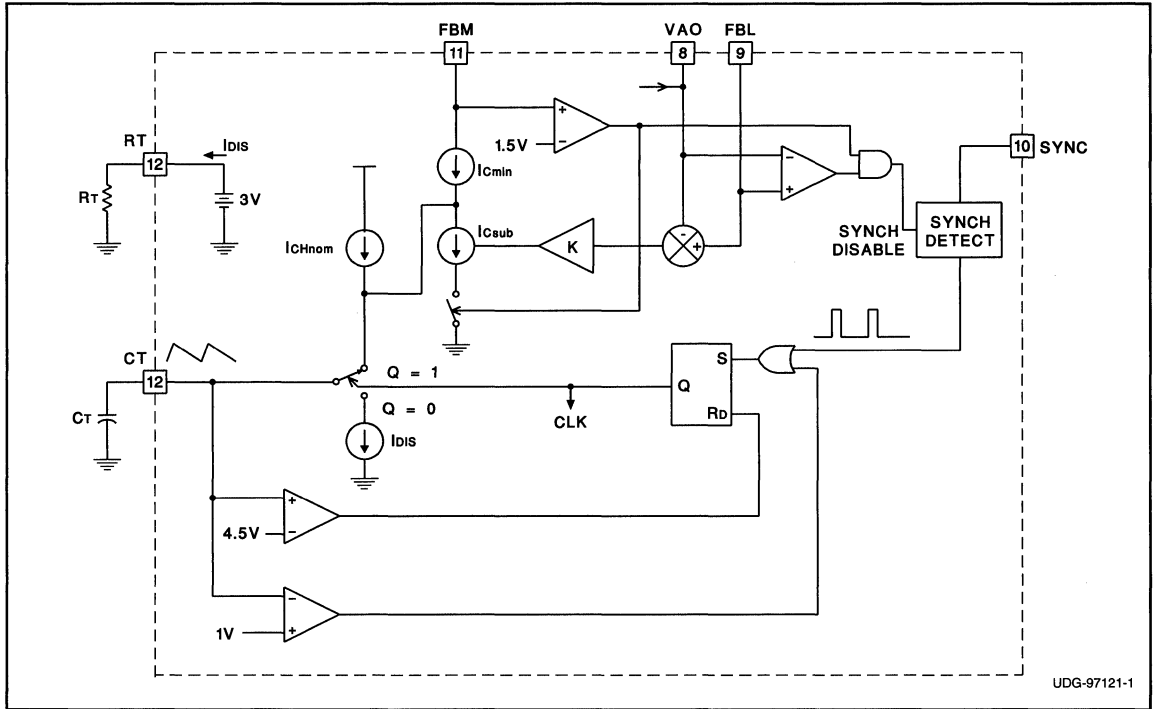 FBM VAO FBL
11 8 9
RT IDIS
12
RT 3V
+ − 1.5V
ICmin
10 SYNC
− +
ICHnom
ICsub
K
- +
SYNCH DISABLE
SYNCH DETECT
CT
12
CT
Q = 1
Q = 0
IDIS
CLK
S
Q
RD
+ −
4.5V
− +
1V
UDG-97121-1